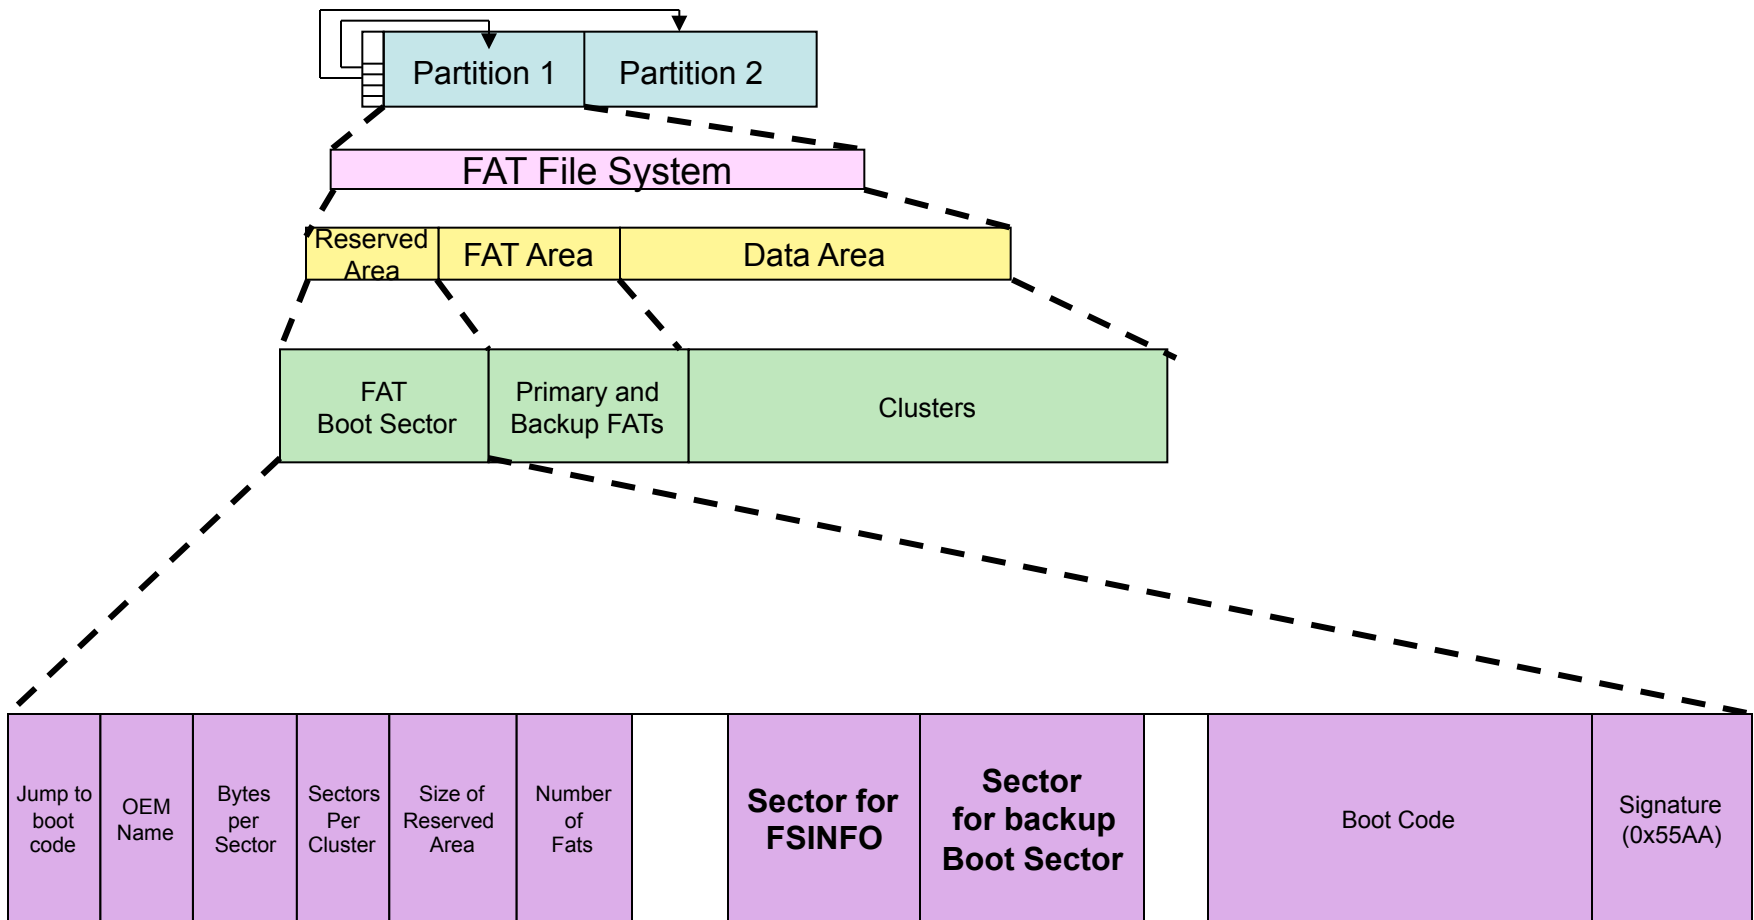 Partition 1
Partition 2
FAT File System
Reserved
Area
FAT Area
Data Area
FAT
Boot Sector
Primary and
Backup FATs
Clusters
Jump to
boot
code
OEM
Name
Bytes
per
Sector
Sectors
Per
Cluster
Size of
Reserved
Area
Number
of
Fats
Sector for
FSINFO
Sector
for backup
Boot Sector
Boot Code
Signature
(0x55AA)